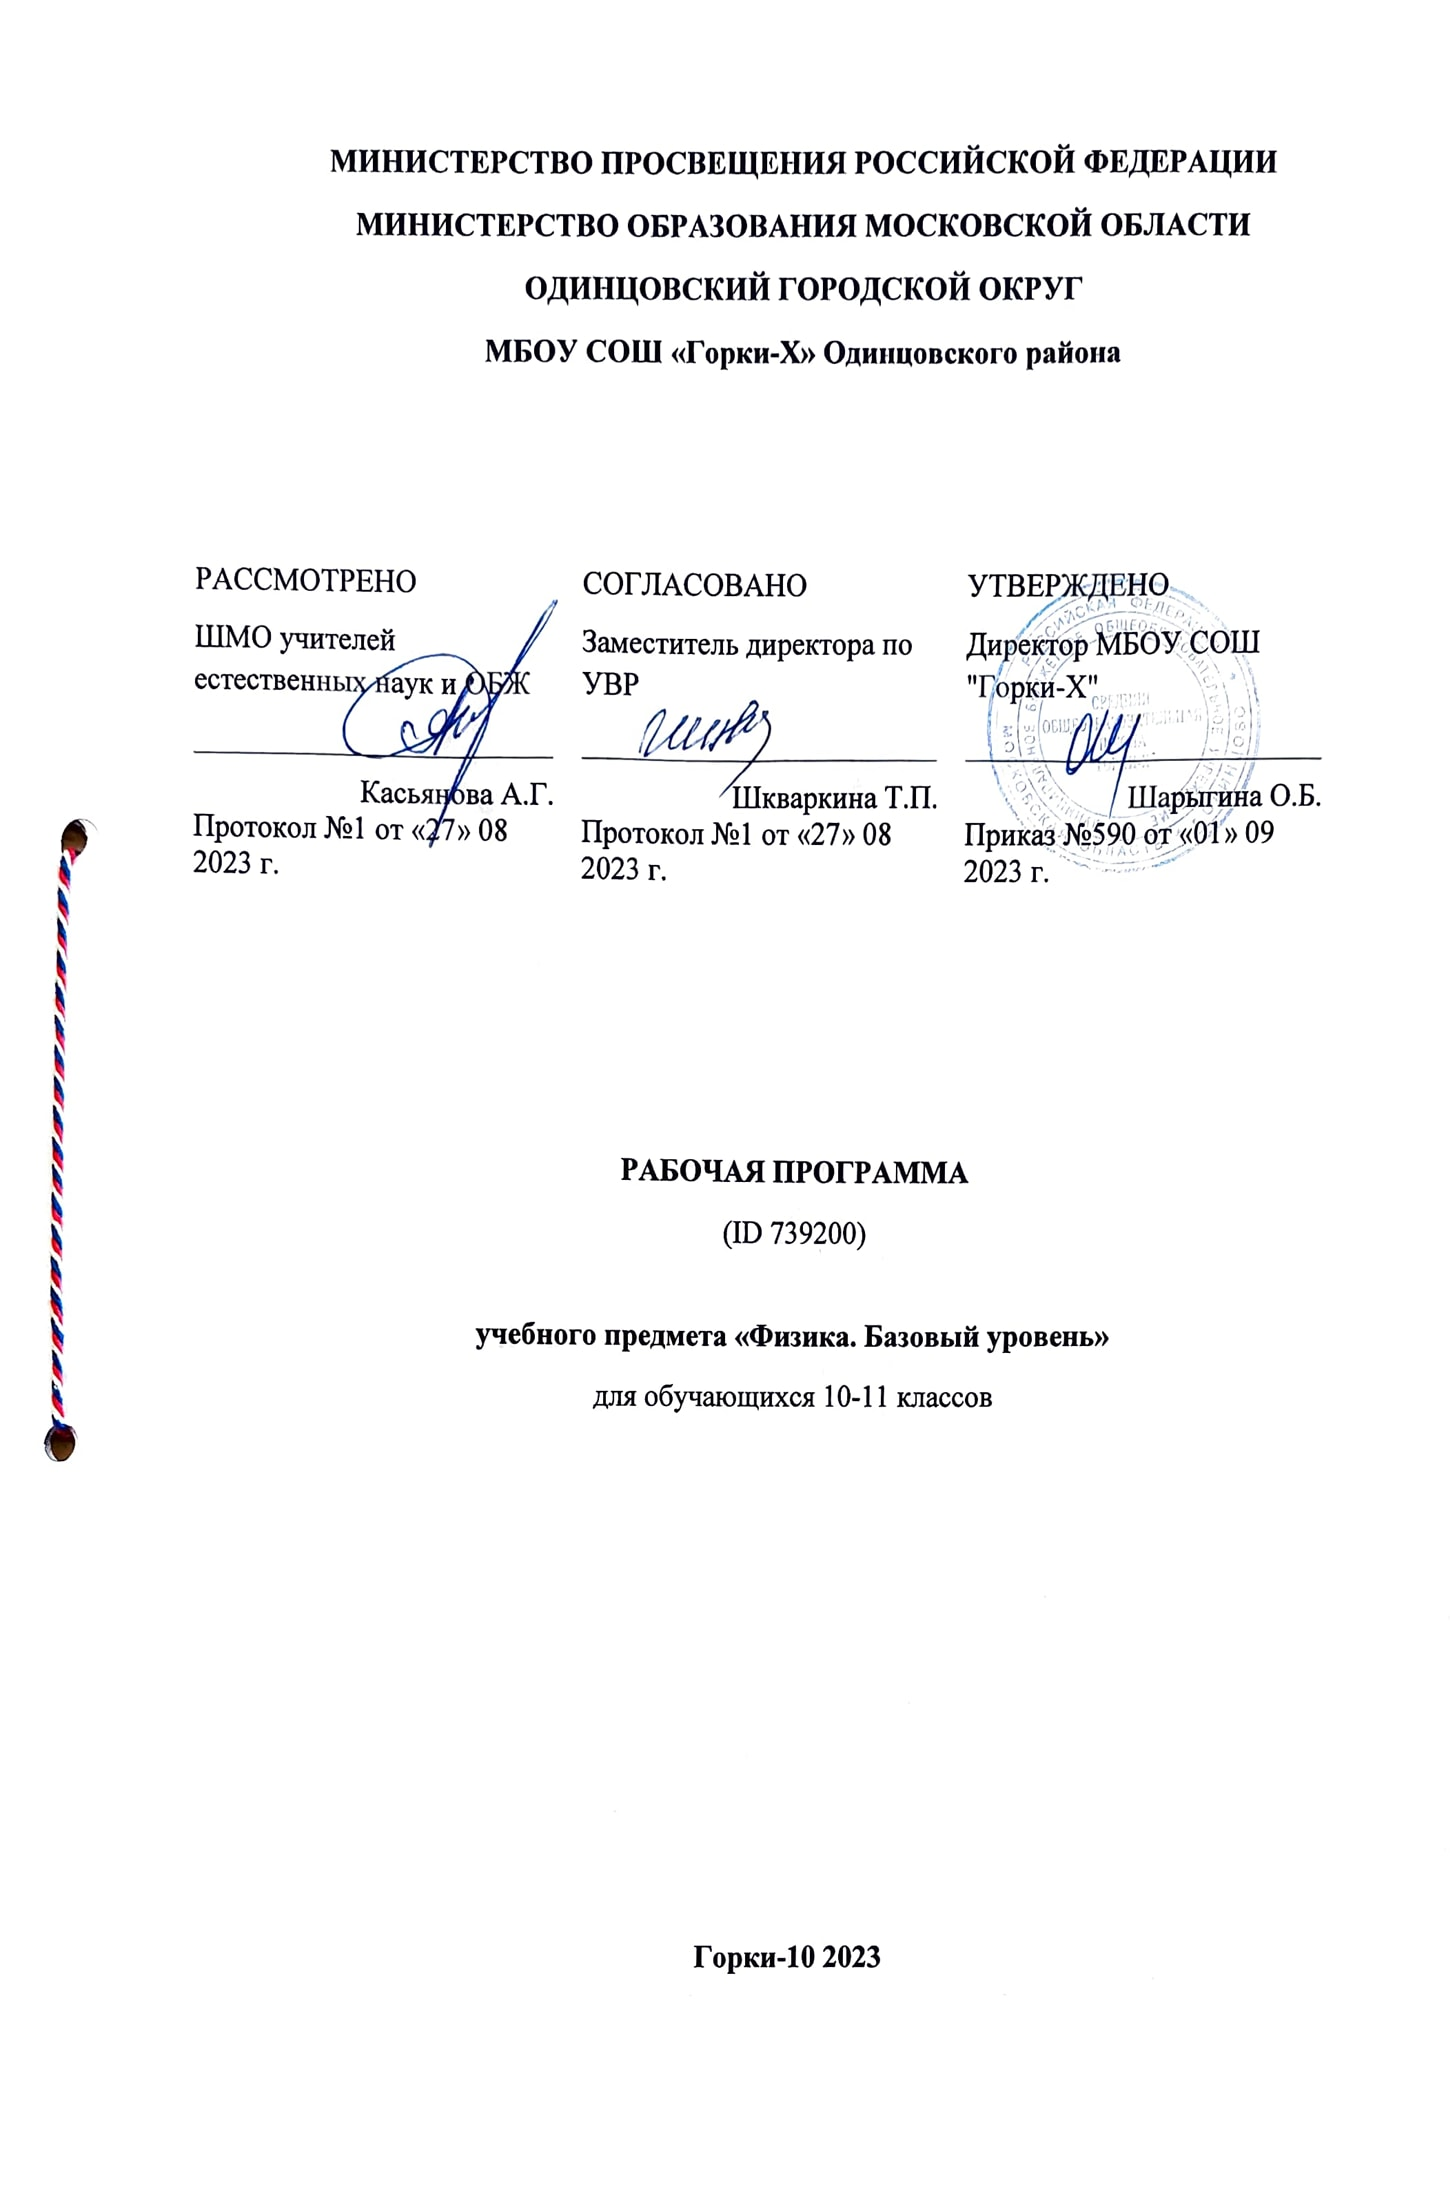 МИНИСТЕРСТВО ПРОСВЕЩЕНИЯ РОССИЙСКОЙ ФЕДЕРАЦИИ
МИНИСТЕРСТВО ОБРАЗОВАНИЯ МОСКОВСКОЙ ОБЛАСТИ
ОДИНЦОВСКИЙ ГОРОДСКОЙ ОКРУГ
МБОУ СОШ «Горки-Х» Одинцовского района
РАССМОТРЕНО
ШМО учителей
естественных наук и ОБЖ
Касьянова А.Г.
Протокол №1 от «27» 08
2023 г.
СОГЛАСОВАНО
Заместитель директора по
УВР
Шкваркина Т.П.
Протокол №1 от «27» 08
2023 г.
УТВЕРЖДЕНО
Директор МБОУ СОШ
"Горки-Х"
Шарыгина О.Б.
Приказ №590 от «01» 09
2023 г.
РАБОЧАЯ ПРОГРАММА
(ID 739200)
учебного предмета «Физика. Базовый уровень»
для обучающихся 10-11 классов
Горки-10 2023